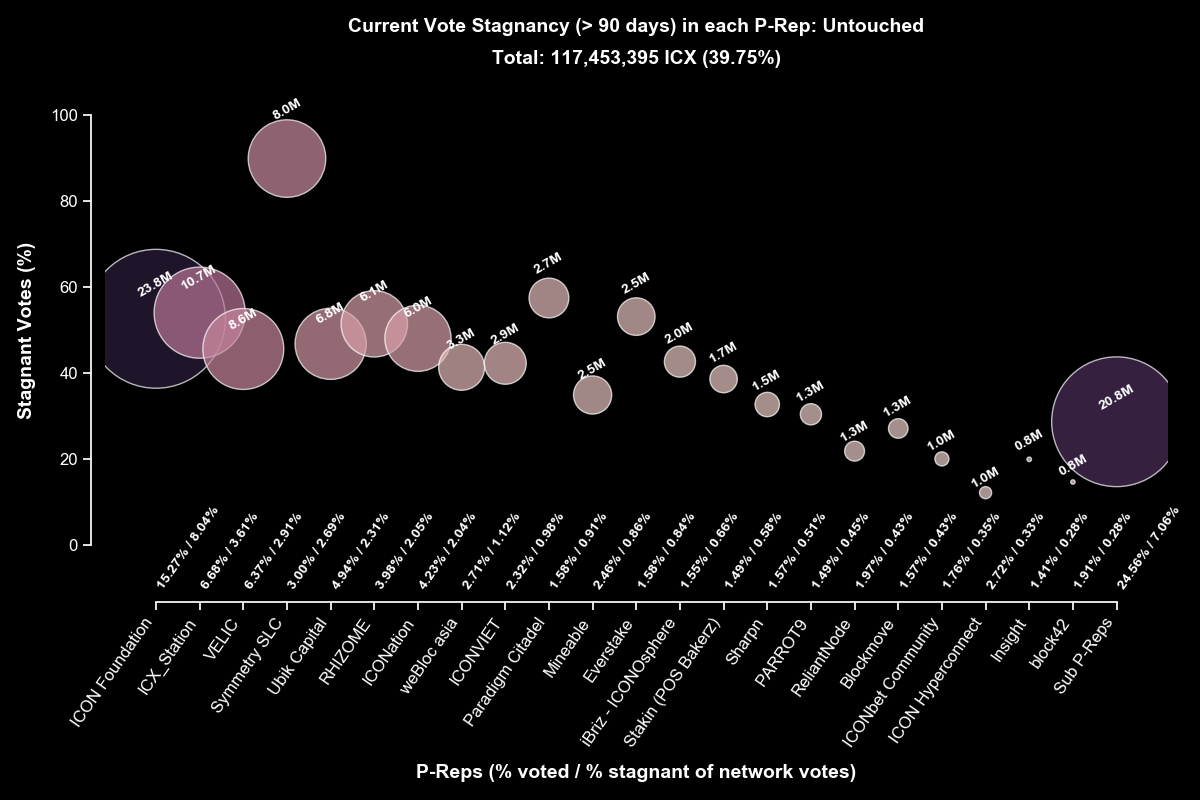 Current Vote Stagnancy (> 90 days) in each P-Rep: Untouched
Total: 117,453,395 ICX (39.75%)
Stagnant Votes (%)
100
80
60
40
20
0
23.8M
10.7M
8.6M
8.0M
6.8M
6.1M
6.0M
3.3M
2.9M
2.7M
2.5M
2.5M
2.0M
1.7M
1.5M
1.3M
1.3M
1.3M
1.0M
1.0M
0.8M
0.8M
20.8M
15.27% / 8.04%
6.68% / 3.61%
6.37% / 2.91%
3.00% / 2.69%
4.94% / 2.31%
3.98% / 2.05%
4.23% / 2.04%
2.71% / 1.12%
2.32% / 0.98%
1.58% / 0.91%
2.46% / 0.86%
1.58% / 0.84%
1.55% / 0.66%
1.49% / 0.58%
1.57% / 0.51%
1.49% / 0.45%
1.97% / 0.43%
1.57% / 0.43%
1.76% / 0.35%
2.72% / 0.33%
1.41% / 0.28%
1.91% / 0.28%
24.56% / 7.06%
ICON Foundation
ICX_Station
VELIC
Symmetry SLC
Ubik Capital
RHIZOME
ICONation
weBloc asia
ICONVIET
Paradigm Citadel
Mineable
Everstake
iBriz - ICONOsphere
Stakin (POS Bakerz)
Sharpn
PARROT9
ReliantNode
Blockmove
ICONbet Community
ICON Hyperconnect
Insight
block42
Sub P-Reps
P-Reps (% voted / % stagnant of network votes)